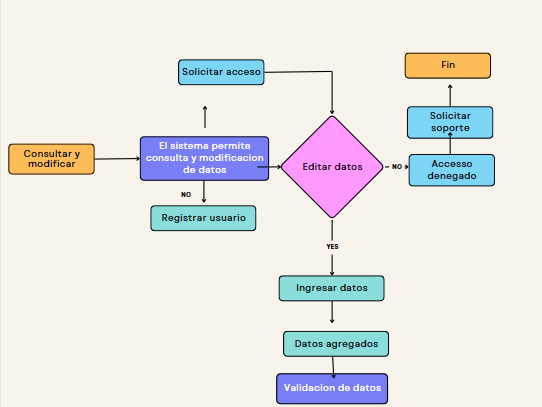 Fin
Solicitar acceso
Solicitar
soporte
Consultar y
modificar
El sistema permite
consulta y modificacion
de datos
Editar datos
NO
Accesso
denegado
NO
Registrar usuario
YES
Ingresar datos
Datos agregados
Validacion de datos